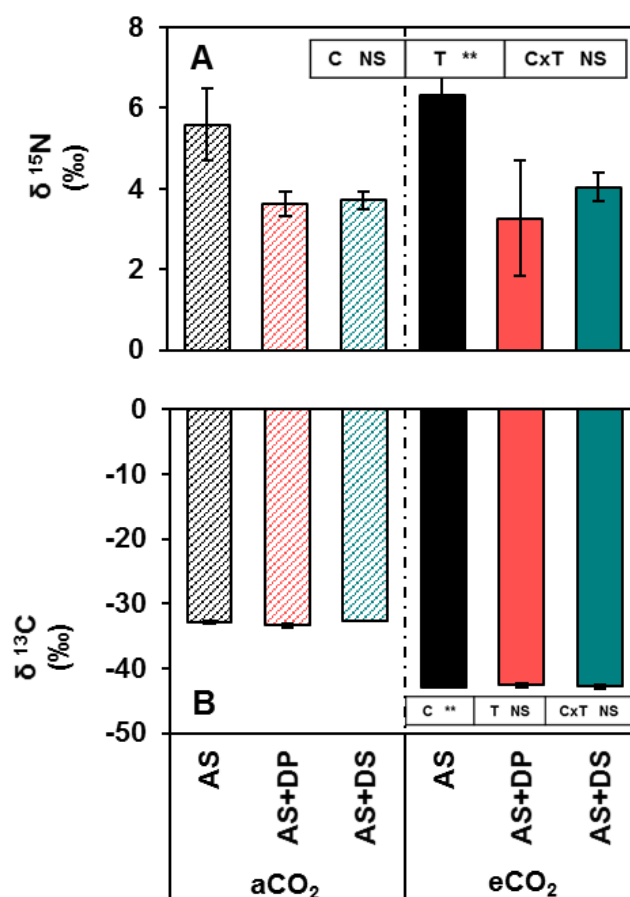 A
C NS T ** CxT NS
δ ¹⁵N
(‰)
8
6
4
2
0
0
-10
-20
-30
-40
-50
δ ¹³C
(‰)
B
C ** T NS CxT NS
AS
AS+DP
AS+DS
AS
AS+DP
AS+DS
aCO₂
eCO₂